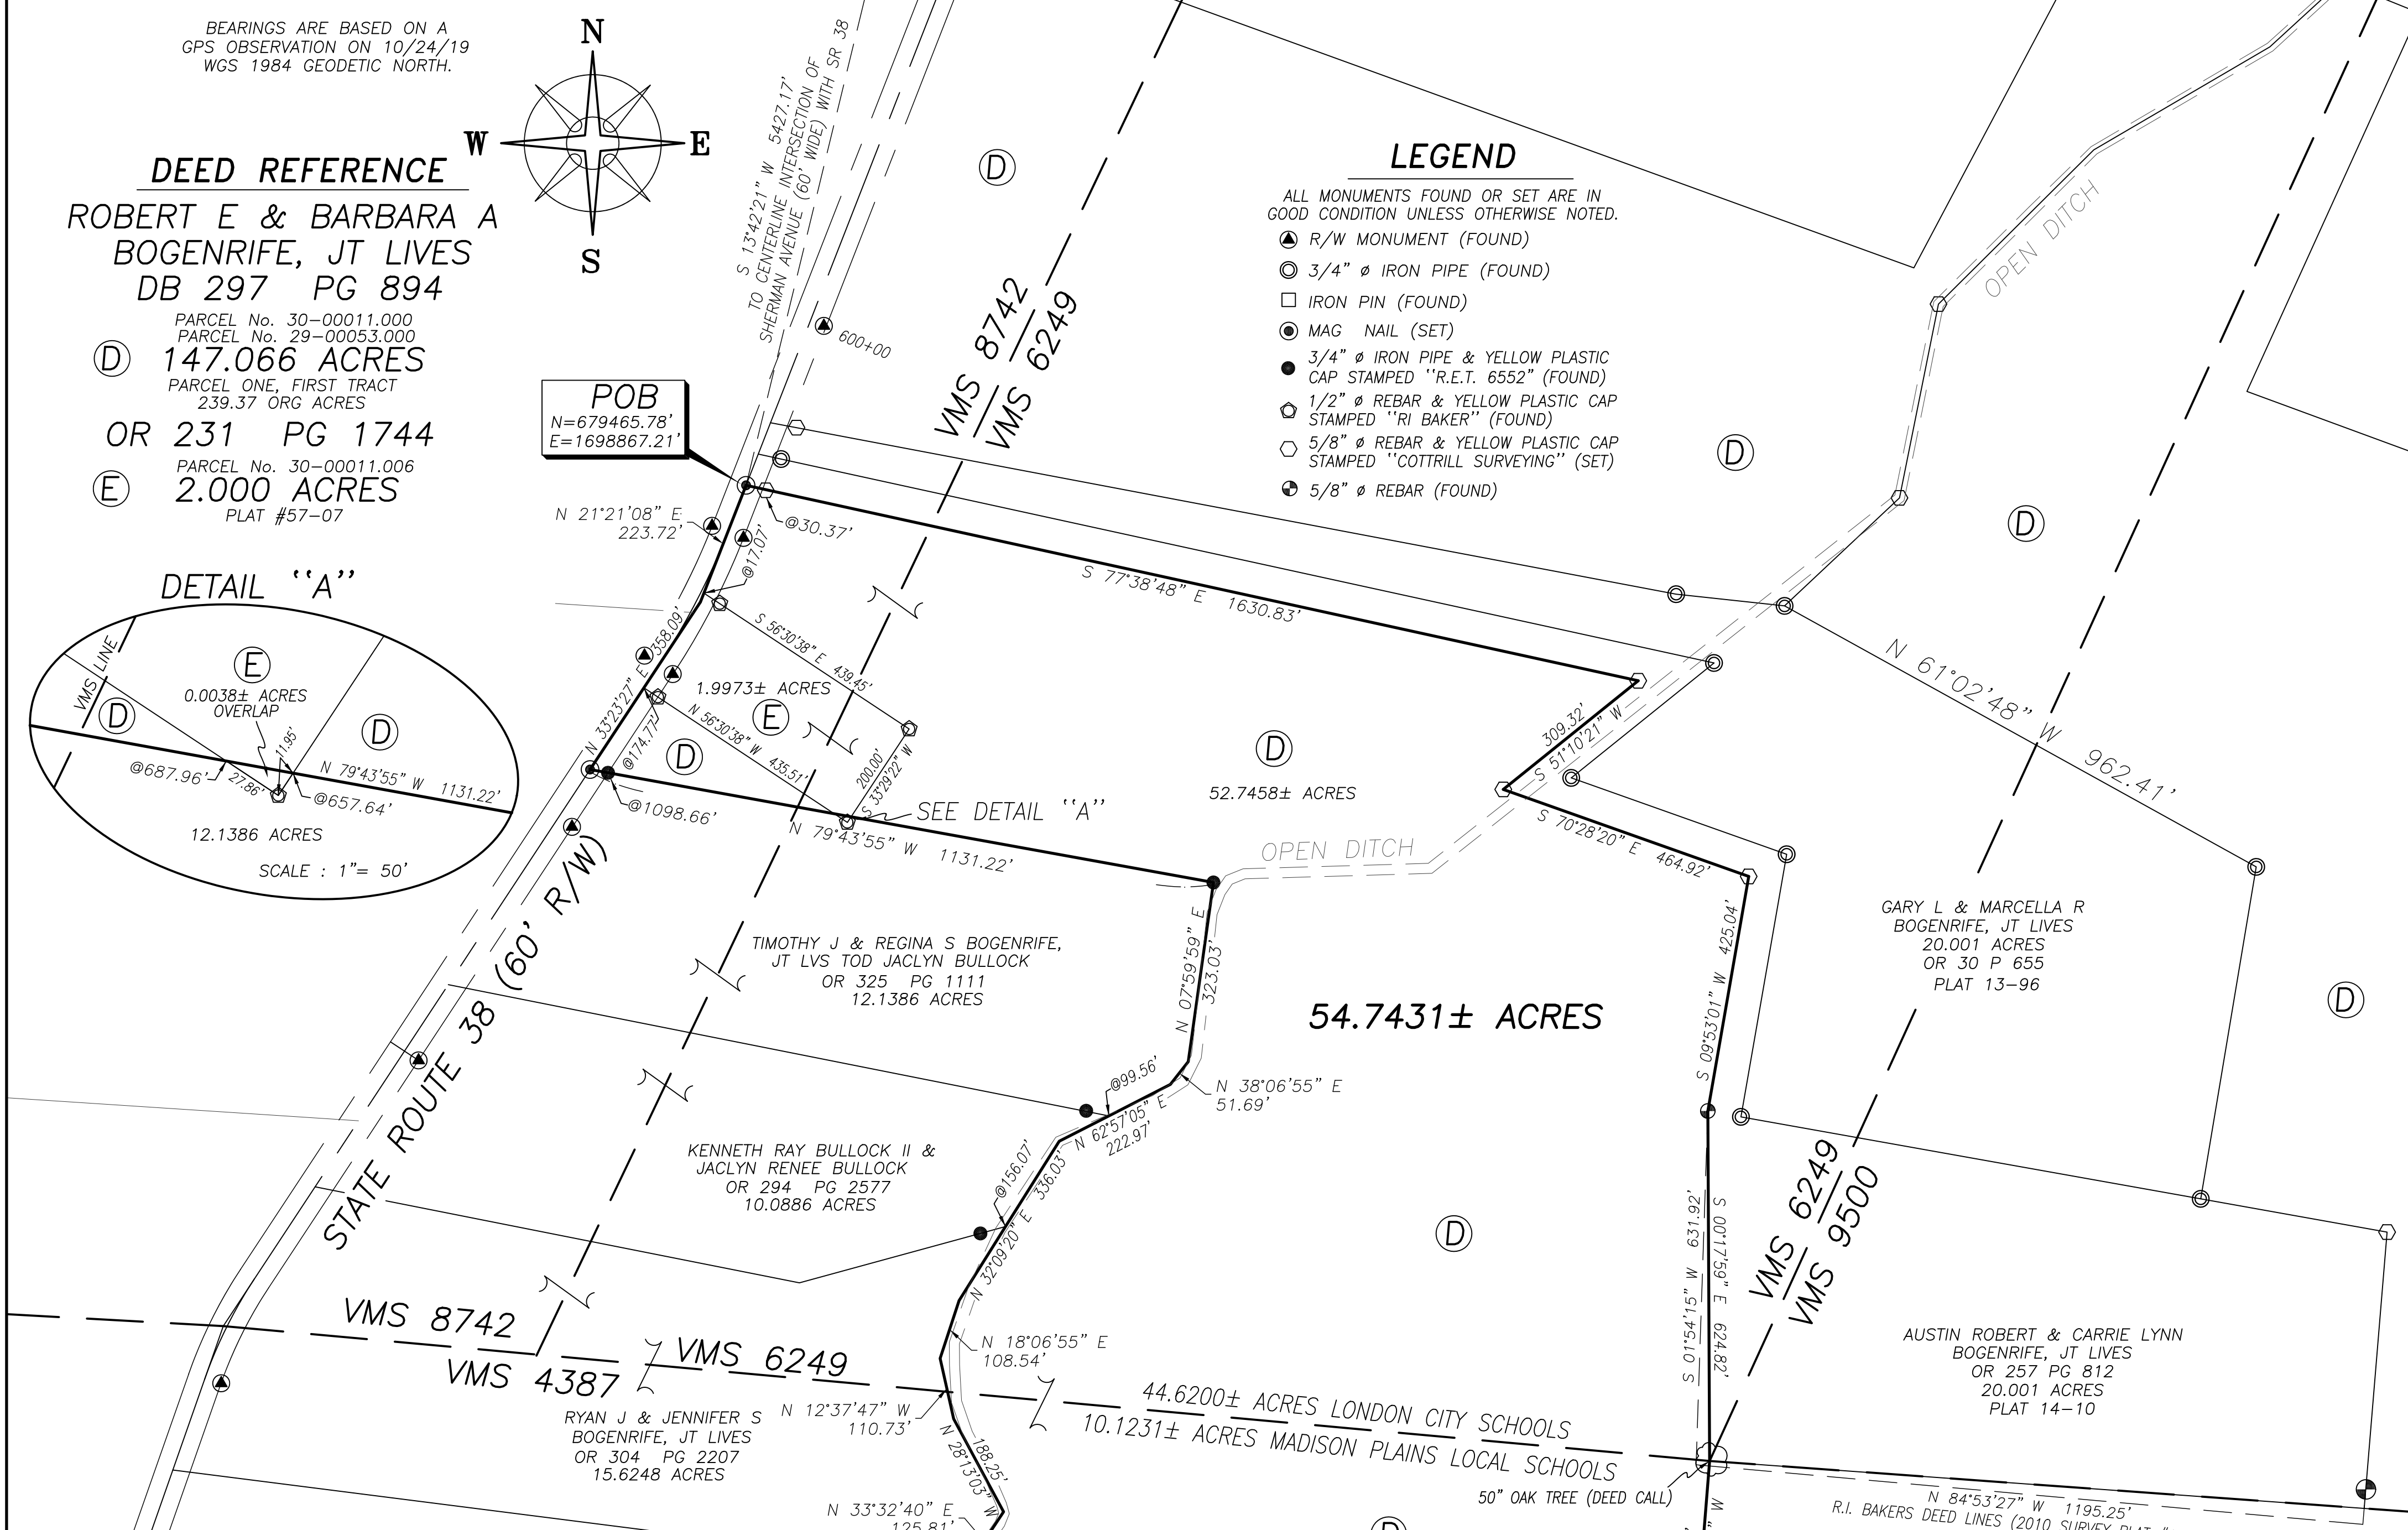 BEARINGS ARE BASED ON A
GPS OBSERVATION ON 10/24/19
WGS 1984 GEODETIC NORTH.
N
W
E
S
DEED REFERENCE
ROBERT E & BARBARA A
BOGENRIFE, JT LIVES
DB 297 PG 894
PARCEL No. 30-00011.000
PARCEL No. 29-00053.000
D 147.066 ACRES
PARCEL ONE, FIRST TRACT
239.37 ORG ACRES
OR 231 PG 1744
PARCEL No. 30-00011.006
E 2.000 ACRES
PLAT #57-07
DETAIL "A"
VMS LINE
E
0.0038± ACRES
OVERLAP
D
D
11.95'
@687.96'
27.86'
N 79°43'55" W 1131.22'
@657.64'
12.1386 ACRES
SCALE : 1"= 50'
S 13°42'21" W 5427.17'
TO CENTERLINE INTERSECTION OF
SHERMAN AVENUE (60' WIDE) WITH SR 38
600+00
POB
N=679465.78'
E=1698867.21'
VMS 8742
VMS 6249
D
LEGEND
ALL MONUMENTS FOUND OR SET ARE IN
GOOD CONDITION UNLESS OTHERWISE NOTED.
R/W MONUMENT (FOUND)
3/4" ø IRON PIPE (FOUND)
IRON PIN (FOUND)
MAG NAIL (SET)
3/4" ø IRON PIPE & YELLOW PLASTIC
CAP STAMPED "R.E.T. 6552" (FOUND)
1/2" ø REBAR & YELLOW PLASTIC CAP
STAMPED "RI BAKER" (FOUND)
5/8" ø REBAR & YELLOW PLASTIC CAP
STAMPED "COTTRILL SURVEYING" (SET)
5/8" ø REBAR (FOUND)
OPEN DITCH
D
D
N 21°21'08" E
223.72'
@30.37'
@17.07'
S 77°38'48" E 1630.83'
S 56°30'38" E 439.45'
N 33°23'27" E 358.09'
1.9973± ACRES
E
N 56°30'38" W 435.51'
@174.77'
D
200.00'
S 33°29'22" W
@1098.66'
SEE DETAIL "A"
N 79°43'55" W 1131.22'
D
52.7458± ACRES
309.32'
S 51°10'21" W
S 70°28'20" E 464.92'
OPEN DITCH
N 61°02'48" W 962.41'
GARY L & MARCELLA R
BOGENRIFE, JT LIVES
20.001 ACRES
OR 30 P 655
PLAT 13-96
D
STATE ROUTE 38 (60' R/W)
TIMOTHY J & REGINA S BOGENRIFE,
JT LVS TOD JACLYN BULLOCK
OR 325 PG 1111
12.1386 ACRES
N 07°59'59" E
323.03'
54.7431± ACRES
S 09°53'01" W 425.04'
@99.56'
N 38°06'55" E
51.69'
N 62°57'05" E
222.97'
KENNETH RAY BULLOCK II &
JACLYN RENEE BULLOCK
OR 294 PG 2577
10.0886 ACRES
@156.07'
N 32°09'20" E 336.03'
D
S 01°54'15" W 631.92'
S 00°17'59" E 624.82'
VMS 6249
VMS 9500
VMS 8742
VMS 4387
VMS 6249
N 18°06'55" E
108.54'
N 12°37'47" W
110.73'
RYAN J & JENNIFER S
BOGENRIFE, JT LIVES
OR 304 PG 2207
15.6248 ACRES
188.25'
N 28°13'03" W
N 33°32'40" E
125.81'
44.6200± ACRES LONDON CITY SCHOOLS
10.1231± ACRES MADISON PLAINS LOCAL SCHOOLS
50" OAK TREE (DEED CALL)
AUSTIN ROBERT & CARRIE LYNN
BOGENRIFE, JT LIVES
OR 257 PG 812
20.001 ACRES
PLAT 14-10
N 84°53'27" W 1195.25'
R.I. BAKERS DEED LINES (2010 SURVEY PLAT
D